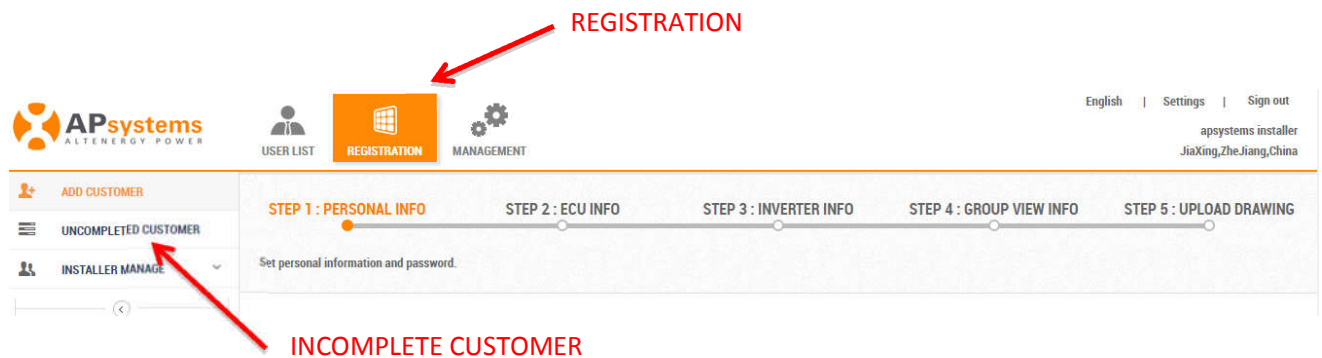 REGISTRATION
English | Settings | Sign out
APsystems
ALTENERGY POWER
apsystems installer
USER LIST REGISTRATION MANAGEMENT
JiaXing,ZheJiang,China
ADD CUSTOMER
STEP 1 : PERSONAL INFO STEP 2 : ECU INFO STEP 3 : INVERTER INFO STEP 4 : GROUP VIEW INFO STEP 5 : UPLOAD DRAWING
UNCOMPLETED CUSTOMER
INSTALLER MANAGE
Set personal information and password.
INCOMPLETE CUSTOMER